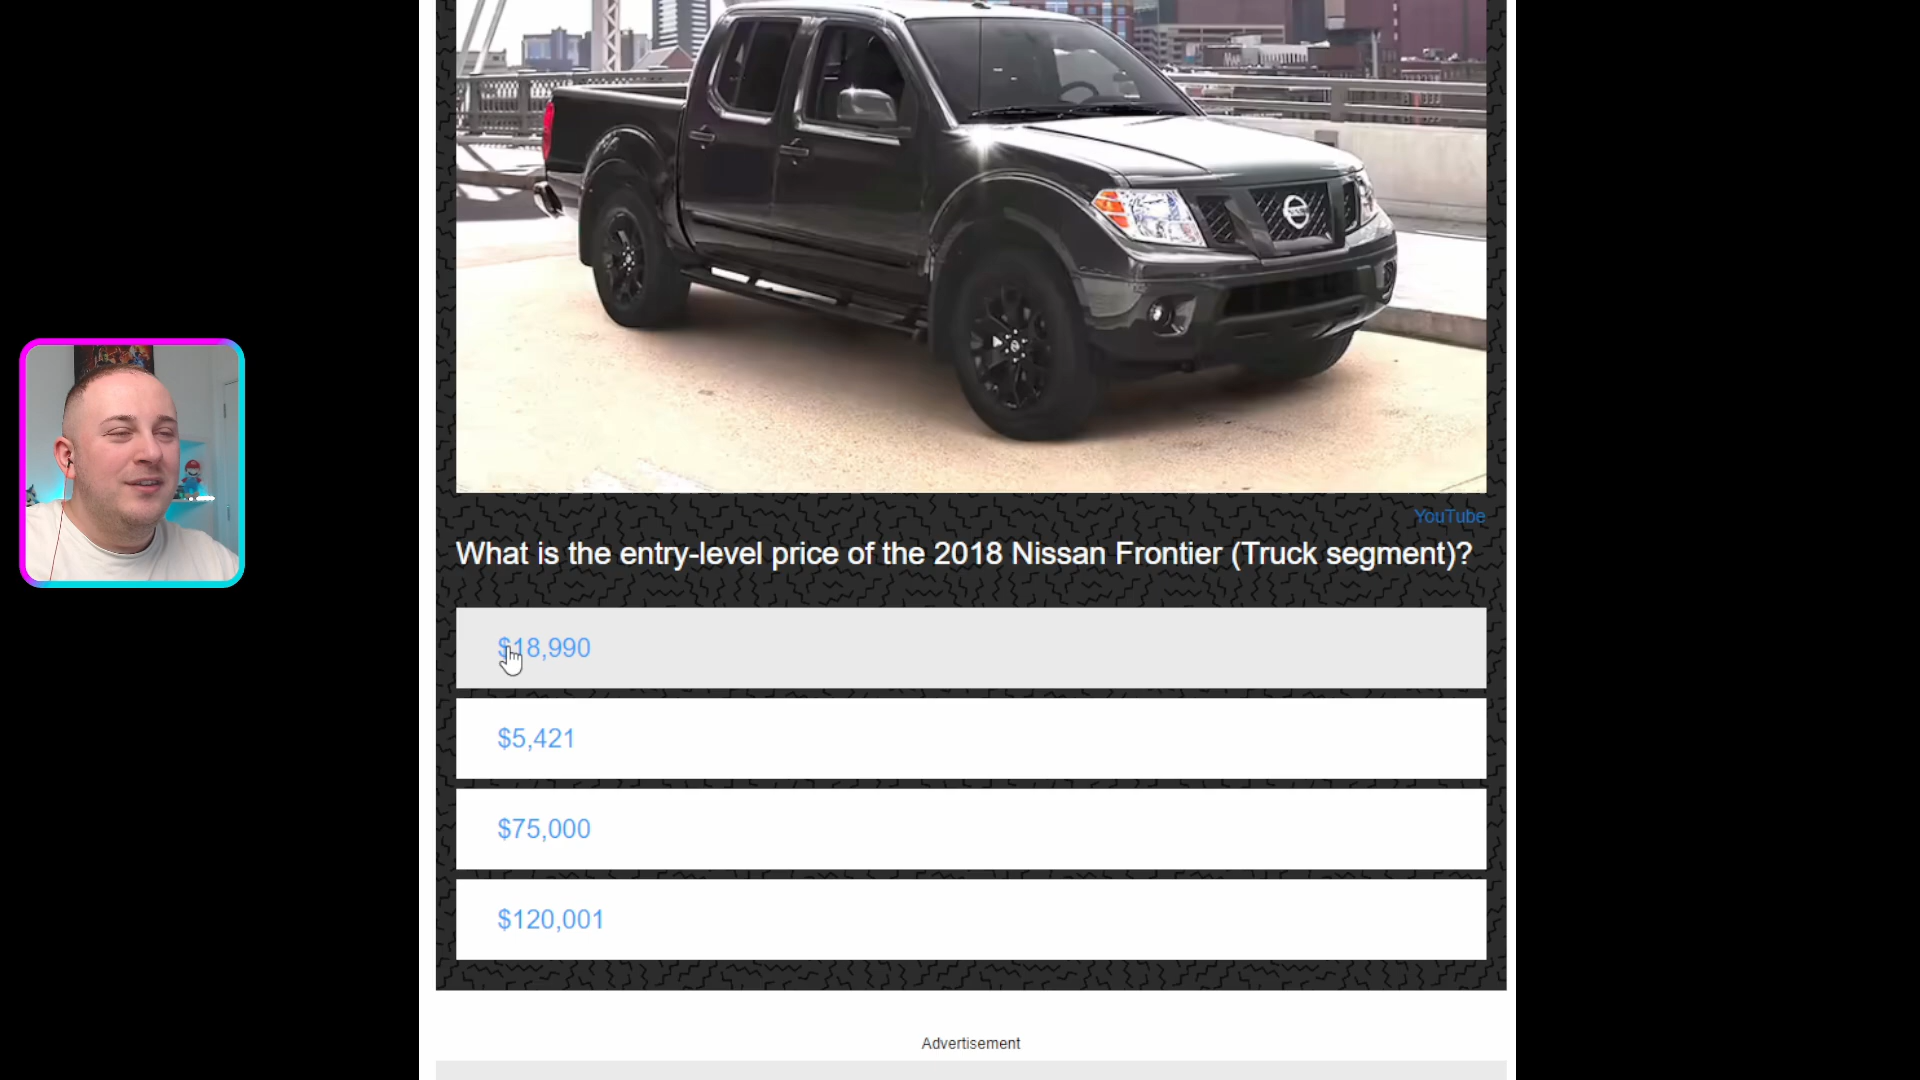 YouTube
What is the entry-level price of the 2018 Nissan Frontier (Truck segment)?
$18,990
$5,421
$75,000
$120,001
Advertisement